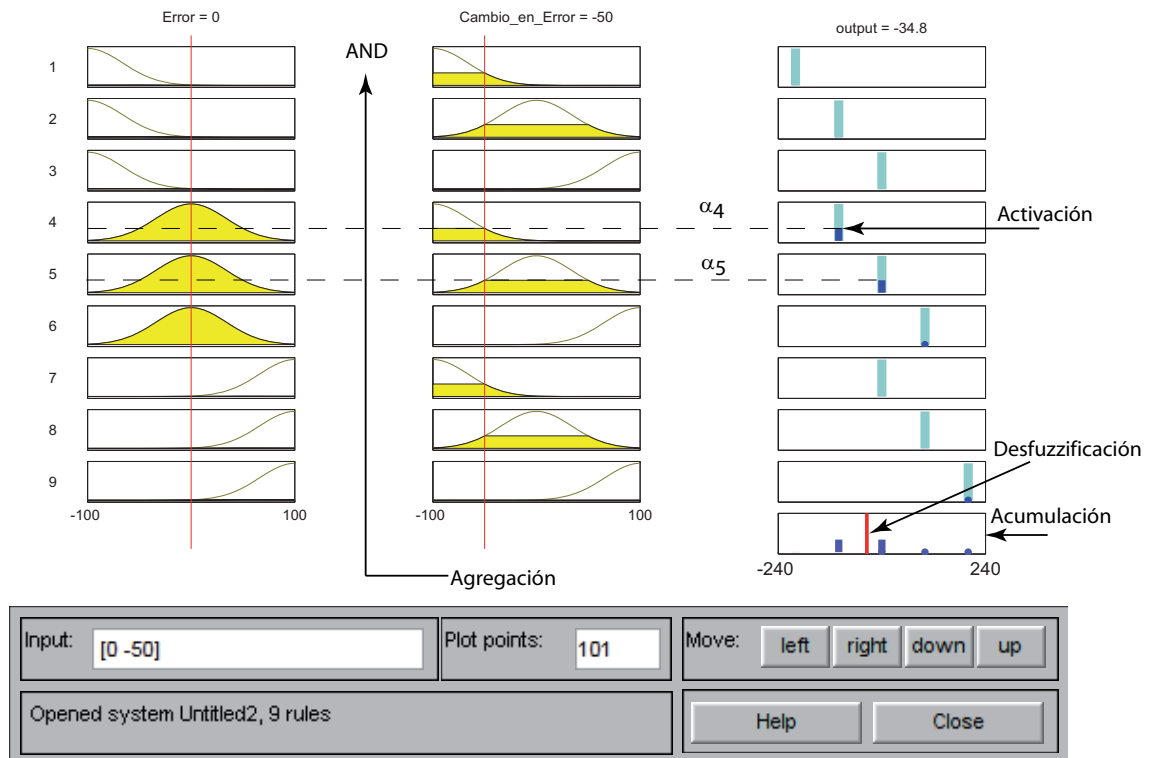 Error = 0
Cambio_en_Error = -50
output = -34.8
AND
1
2
3
4
α4
Activación
5
α5
6
7
8
Desfuzzificación
9
-100 100
-100 100
Acumulación
-240 240
Agregación
Input: [0 -50]
Plot points: 101
Move: left right down up
Opened system Untitled2, 9 rules
Help Close